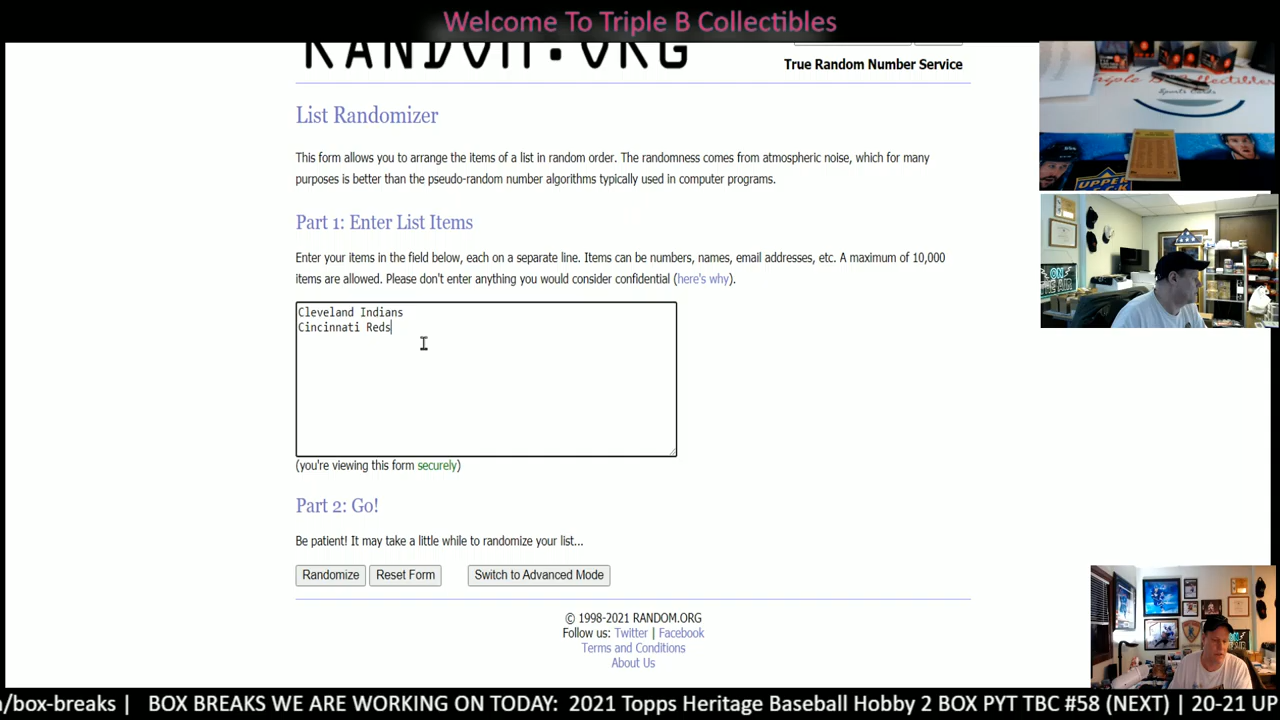 Welcome To Triple B Collectibles
RANDOM.ORG
True Random Number Service
List Randomizer
This form allows you to arrange the items of a list in random order. The randomness comes from atmospheric noise, which for many
purposes is better than the pseudo-random number algorithms typically used in computer programs.
Part 1: Enter List Items
Enter your items in the field below, each on a separate line. Items can be numbers, names, email addresses, etc. A maximum of 10,000
items are allowed. Please don't enter anything you would consider confidential (here's why).
Cleveland Indians
Cincinnati Reds
(you're viewing this form securely)
Part 2: Go!
Be patient! It may take a little while to randomize your list...
Randomize Reset Form Switch to Advanced Mode
© 1998-2021 RANDOM.ORG
Follow us: Twitter | Facebook
Terms and Conditions
About Us
Triple B Collectibles
Sports Cards
UPPER
ON
THE AIR
/box-breaks | BOX BREAKS WE ARE WORKING ON TODAY: 2021 Topps Heritage Baseball Hobby 2 BOX PYT TBC #58 (NEXT) | 20-21 UP